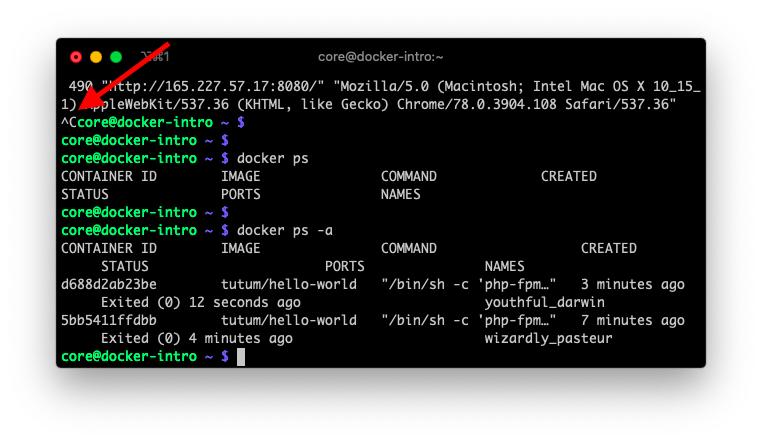 ⌥⌘1 core@docker-intro:~
490 "http://165.227.57.17:8080/" "Mozilla/5.0 (Macintosh; Intel Mac OS X 10_15_
1) AppleWebKit/537.36 (KHTML, like Gecko) Chrome/78.0.3904.108 Safari/537.36"
^Ccore@docker-intro ~ $
core@docker-intro ~ $
core@docker-intro ~ $ docker ps
CONTAINER ID IMAGE COMMAND CREATED
STATUS PORTS NAMES
core@docker-intro ~ $
core@docker-intro ~ $ docker ps -a
CONTAINER ID IMAGE COMMAND CREATED
STATUS PORTS NAMES
d688d2ab23be tutum/hello-world "/bin/sh -c 'php-fpm…" 3 minutes ago
Exited (0) 12 seconds ago youthful_darwin
5bb5411ffdbb tutum/hello-world "/bin/sh -c 'php-fpm…" 7 minutes ago
Exited (0) 4 minutes ago wizardly_pasteur
core@docker-intro ~ $